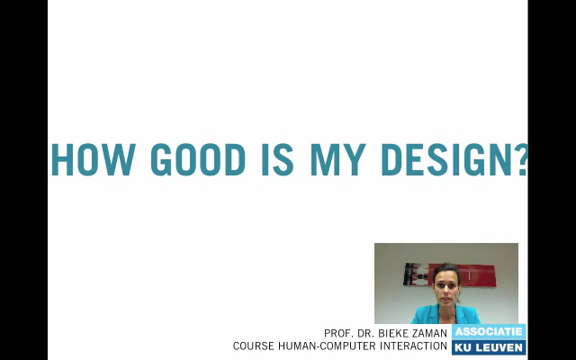 HOW GOOD IS MY DESIGN?
PROF. DR. BIEKE ZAMAN
COURSE HUMAN-COMPUTER INTERACTION
ASSOCIATIE
KU LEUVEN